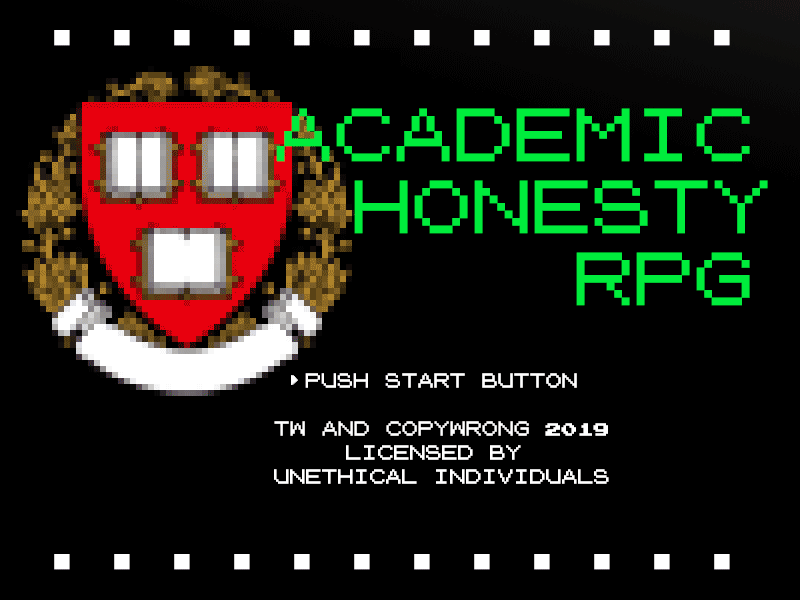 ACADEMIC
HONESTY
RPG
PUSH START BUTTON
TW AND COPYWRONG 2019
LICENSED BY
UNETHICAL INDIVIDUALS